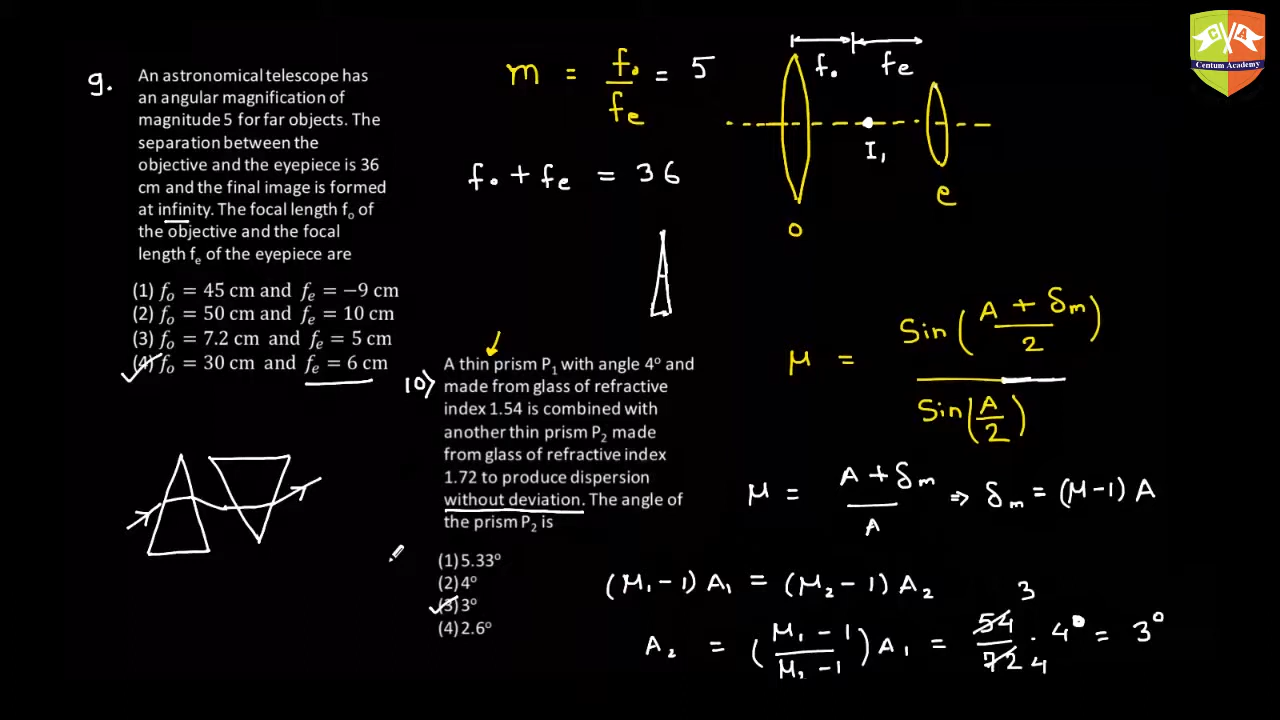 9.
An astronomical telescope has
an angular magnification of
magnitude 5 for far objects. The
separation between the
objective and the eyepiece is 36
cm and the final image is formed
at infinity. The focal length fₒ of
the objective and the focal
length fₑ of the eyepiece are
(1) fₒ = 45 cm and fₑ = −9 cm
(2) fₒ = 50 cm and fₑ = 10 cm
(3) fₒ = 7.2 cm and fₑ = 5 cm
(4) fₒ = 30 cm and fₑ = 6 cm
m = fₒ/fₑ = 5
fₒ + fₑ = 36
fₒ fₑ
I₁
o
e
C A
Centum Academy
10)
A thin prism P₁ with angle 4º and
made from glass of refractive
index 1.54 is combined with
another thin prism P₂ made
from glass of refractive index
1.72 to produce dispersion
without deviation. The angle of
the prism P₂ is
(1) 5.33º
(2) 4º
(3) 3º
(4) 2.6º
μ = Sin((A + δm)/2) / Sin(A/2)
μ = (A + δm)/A ⇒ δm = (μ−1) A
(μ₁ − 1) A₁ = (μ₂ − 1) A₂
A₂ = ((μ₁ − 1)/(μ₂ − 1)) A₁ = 54/72 · 4º = 3º
3
4